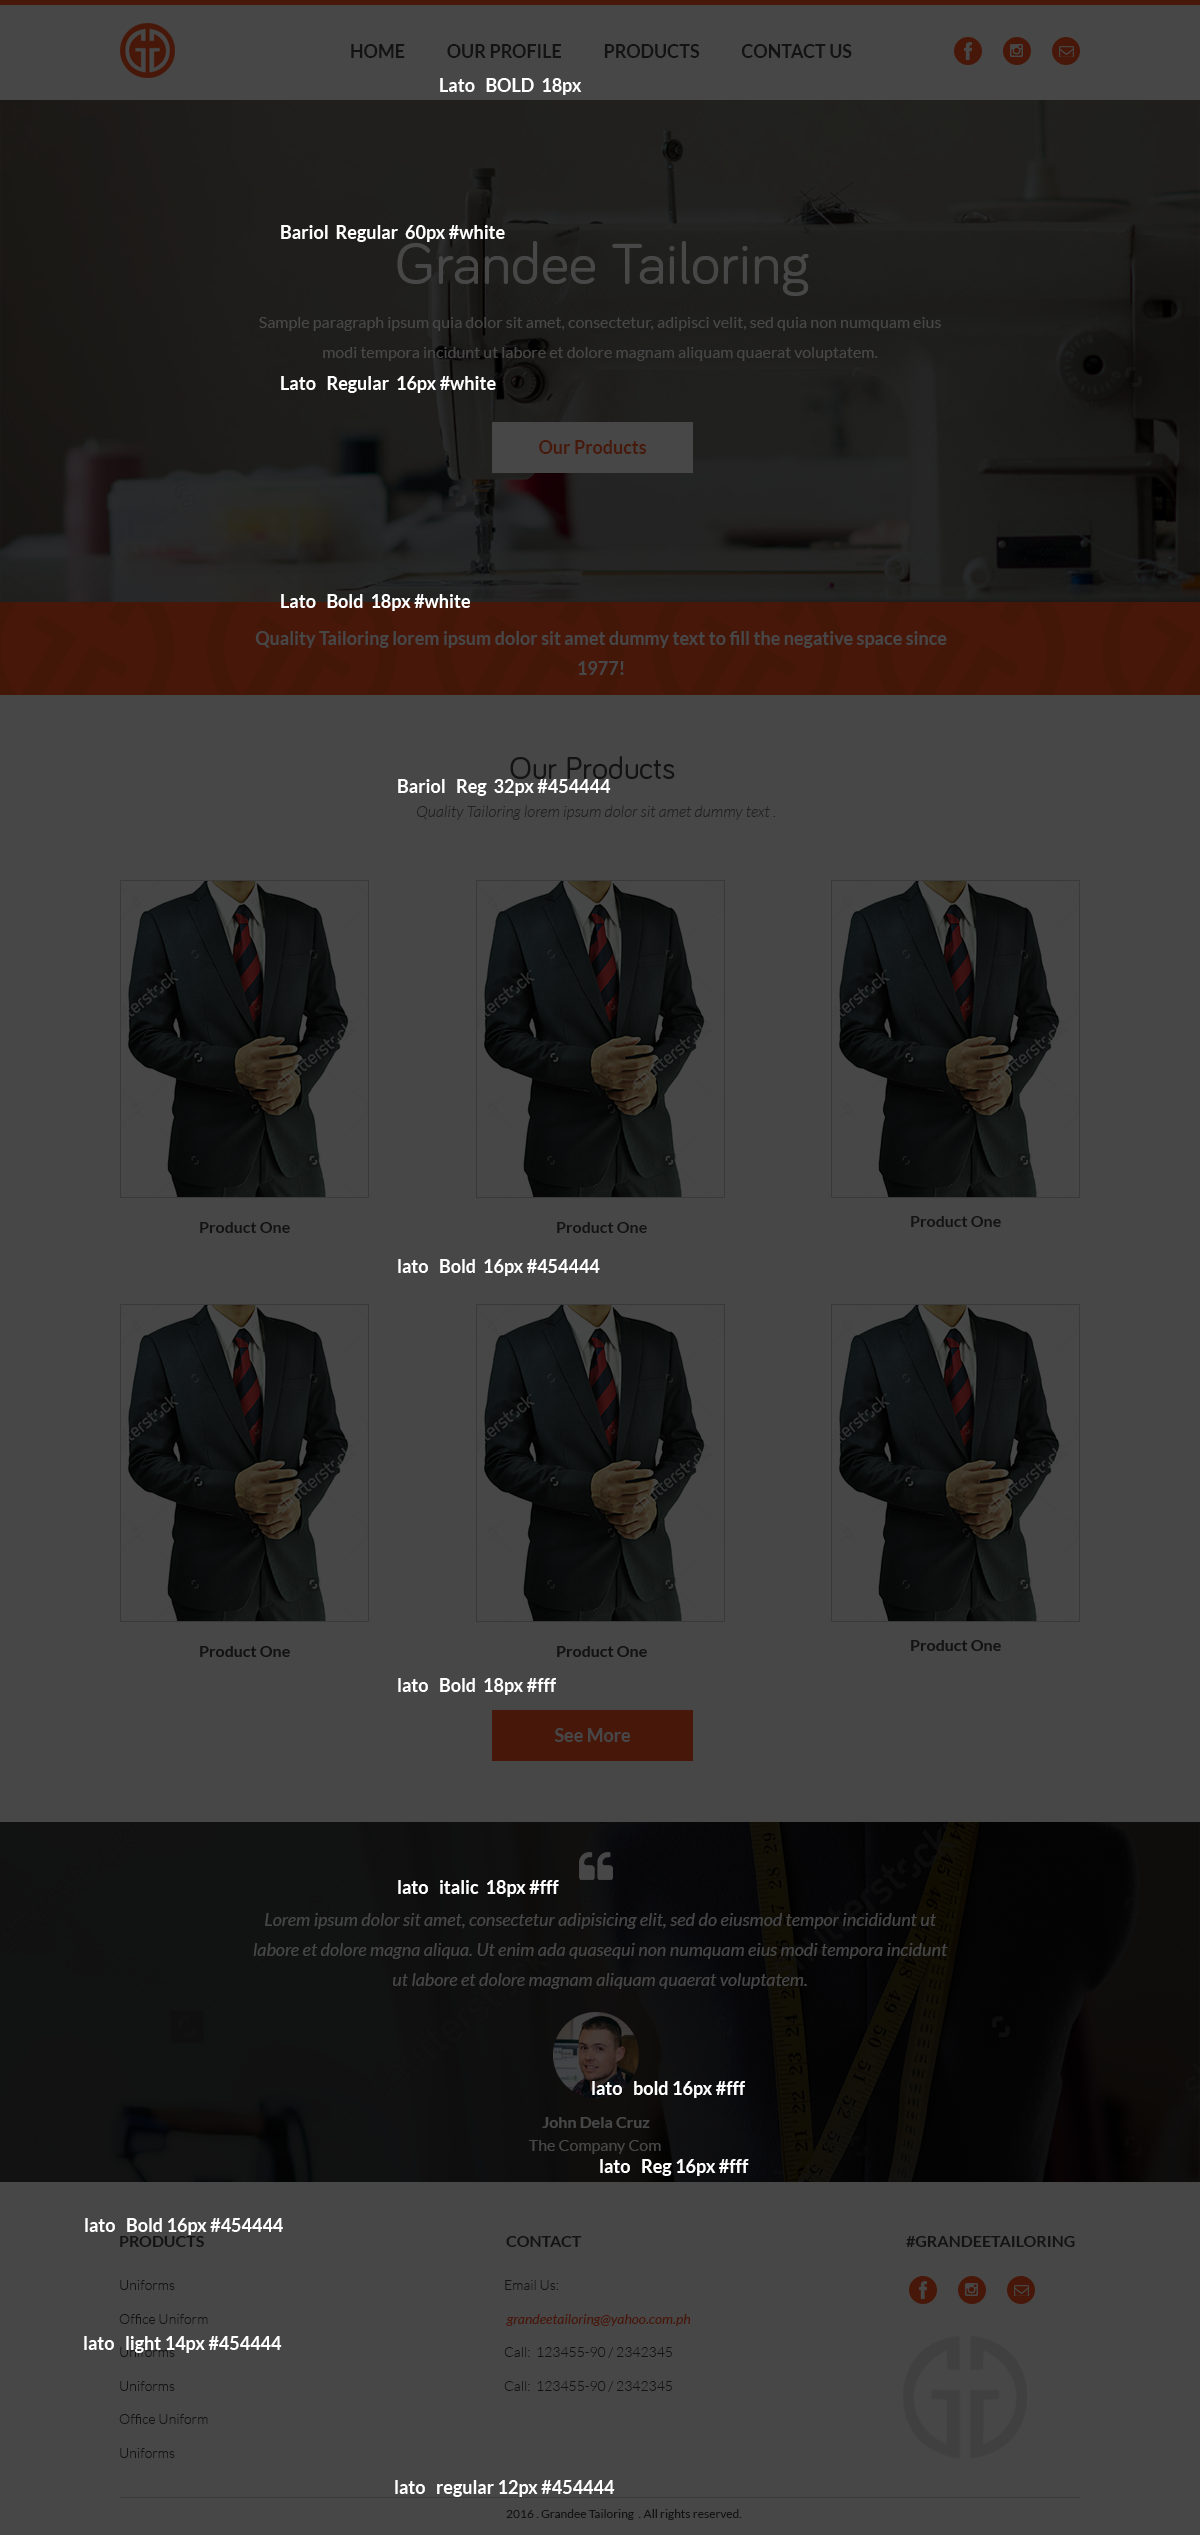 HOME OUR PROFILE PRODUCTS CONTACT US
Lato BOLD 18px
Bariol Regular 60px #white
Grandee Tailoring
Sample paragraph ipsum quia dolor sit amet, consectetur, adipisci velit, sed quia non numquam eius
modi tempora incidunt ut labore et dolore magnam aliquam quaerat voluptatem.
Lato Regular 16px #white
Our Products
Lato Bold 18px #white
Quality Tailoring lorem ipsum dolor sit amet dummy text to fill the negative space since
1977!
Our Products
Bariol Reg 32px #454444
Quality Tailoring lorem ipsum dolor sit amet dummy text .
Product One Product One Product One
lato Bold 16px #454444
Product One Product One Product One
lato Bold 18px #fff
See More
lato italic 18px #fff
Lorem ipsum dolor sit amet, consectetur adipisicing elit, sed do eiusmod tempor incididunt ut
labore et dolore magna aliqua. Ut enim ada quasequi non numquam eius modi tempora incidunt
ut labore et dolore magnam aliquam quaerat voluptatem.
lato bold 16px #fff
John Dela Cruz
The Company Com
lato Reg 16px #fff
lato Bold 16px #454444
PRODUCTS
Uniforms
Office Uniform
lato light 14px #454444
Uniforms
Uniforms
Office Uniform
Uniforms
CONTACT
Email Us:
grandeetailoring@yahoo.com.ph
Call: 123455-90 / 2342345
Call: 123455-90 / 2342345
#GRANDEETAILORING
lato regular 12px #454444
2016 . Grandee Tailoring . All rights reserved.